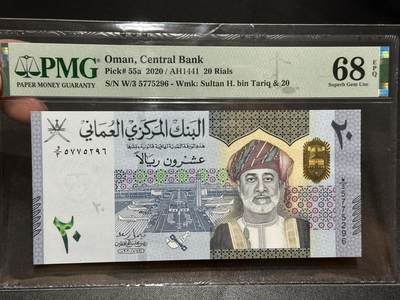 PMG
PAPER MONEY GUARANTY
Oman, Central Bank
Pick# 55a 2020 / AH1441 20 Rials
S/N W/3 5775296 - Wmk: Sultan H. bin Tariq & 20
68 EPQ
Superb Gem Unc
البنك المركزي العماني
٥٧٧٥٢٩٦
عشرون ريالاً
٢٠
٢٠
5775296